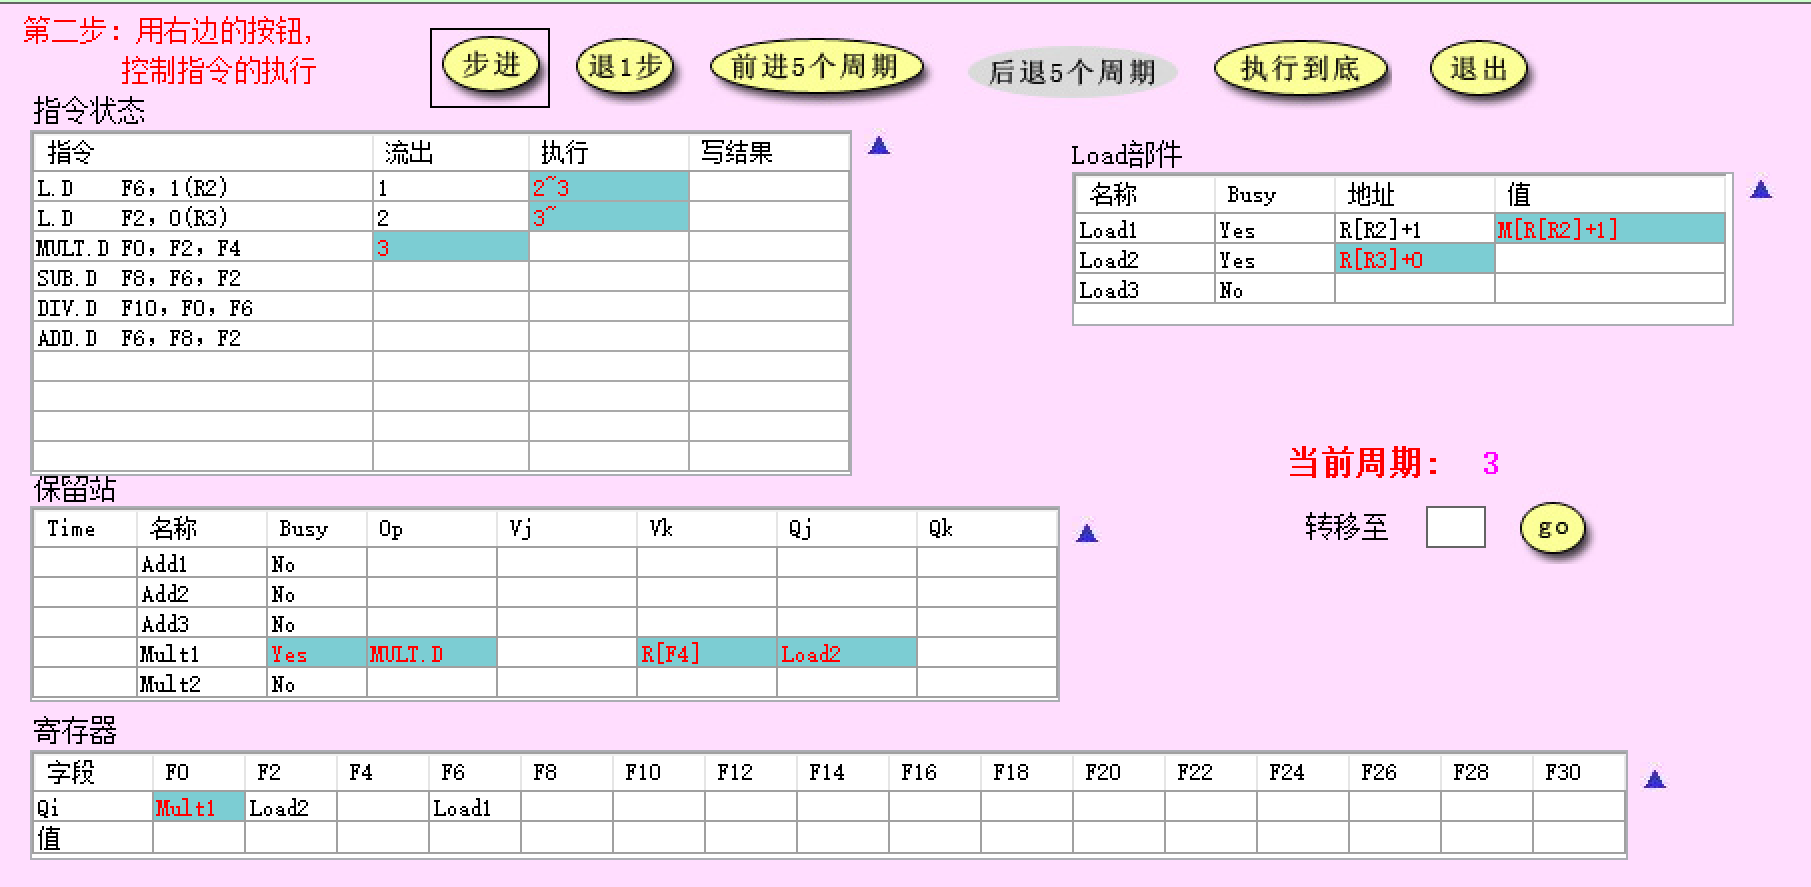 第二步：用右边的按钮，
控制指令的执行
步进 退1步 前进5个周期 后退5个周期 执行到底 退出
指令状态
指令 流出 执行 写结果
L.D F6, 1(R2) 1 2~3
L.D F2, 0(R3) 2 3~
MULT.D F0, F2, F4 3
SUB.D F8, F6, F2
DIV.D F10, F0, F6
ADD.D F6, F8, F2
Load部件
名称 Busy 地址 值
Load1 Yes R[R2]+1 M[R[R2]+1]
Load2 Yes R[R3]+0
Load3 No
当前周期： 3
转移至 go
保留站
Time 名称 Busy Op Vj Vk Qj Qk
Add1 No
Add2 No
Add3 No
Mult1 Yes MULT.D R[F4] Load2
Mult2 No
寄存器
字段 F0 F2 F4 F6 F8 F10 F12 F14 F16 F18 F20 F22 F24 F26 F28 F30
Qi Mult1 Load2 Load1
值